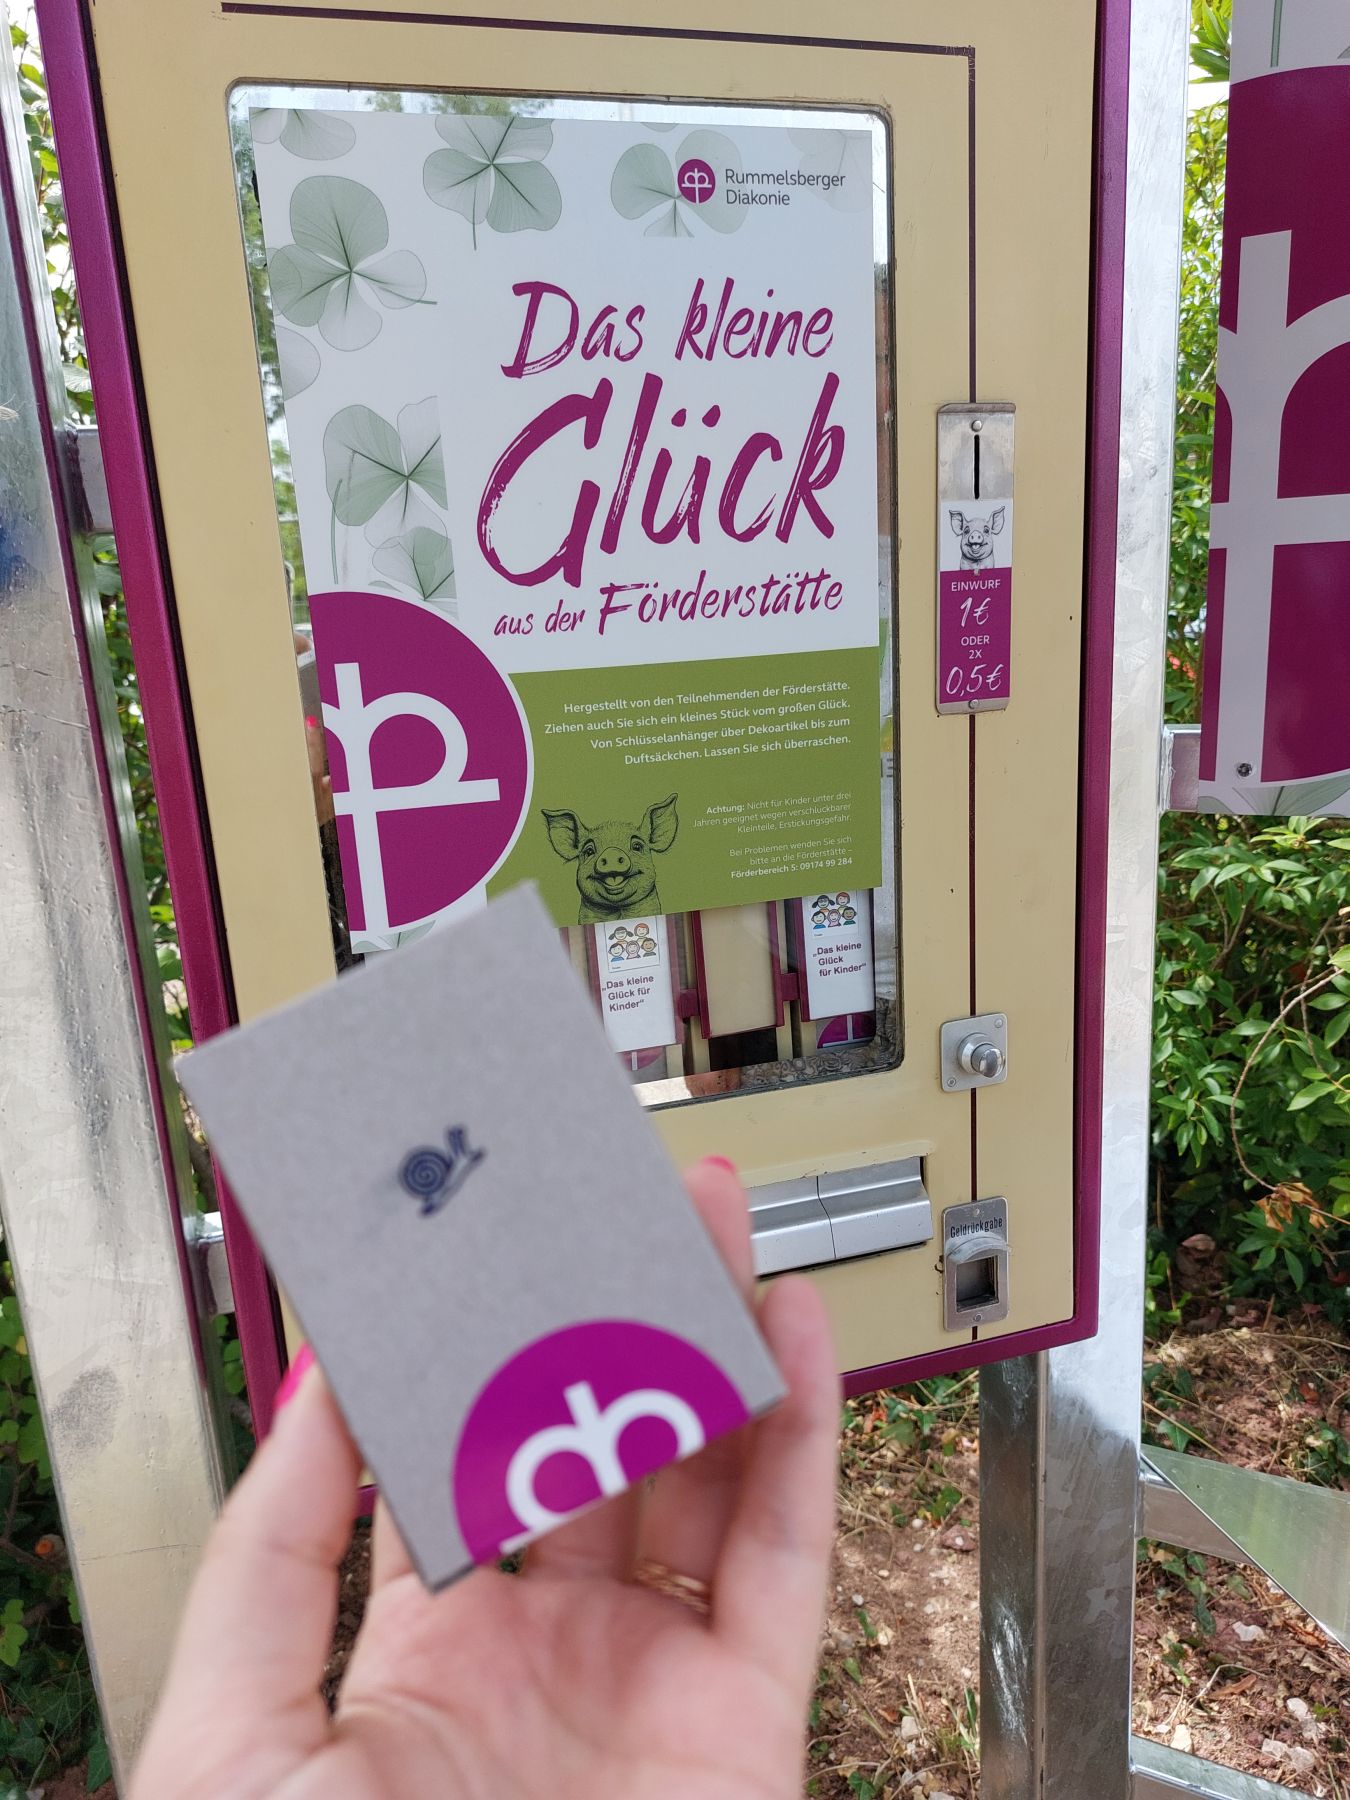 Rummelsberger
Diakonie
Das kleine
Glück
aus der Förderstätte
Hergestellt von den Teilnehmenden der Förderstätte.
Ziehen auch Sie sich ein kleines Stück vom großen Glück.
Von Schlüsselanhänger über Dekoartikel bis zum
Duftsäckchen. Lassen Sie sich überraschen.
Achtung: Nicht für Kinder unter drei
Jahren geeignet wegen verschluckbarer
Kleinteile, Erstickungsgefahr.
Bei Problemen wenden Sie sich
bitte an die Förderstätte –
Förderbereich 5: 09174 99 284
EINWURF
1€
ODER
2X
0,5€
„Das kleine
Glück für
Kinder“
„Das kleine
Glück
für Kinder“
Geldrückgabe